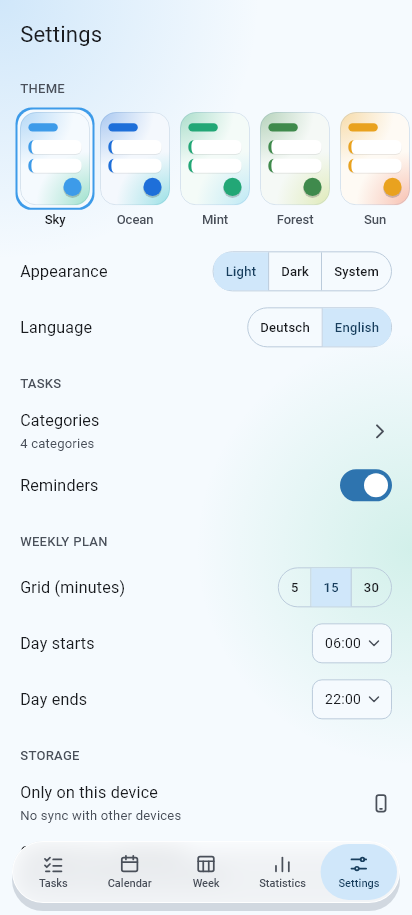 Settings
THEME
Sky
Ocean
Mint
Forest
Sun
Appearance
Light
Dark
System
Language
Deutsch
English
TASKS
Categories
4 categories
Reminders
WEEKLY PLAN
Grid (minutes)
5
15
30
Day starts
06:00
Day ends
22:00
STORAGE
Only on this device
No sync with other devices
Tasks
Calendar
Week
Statistics
Settings